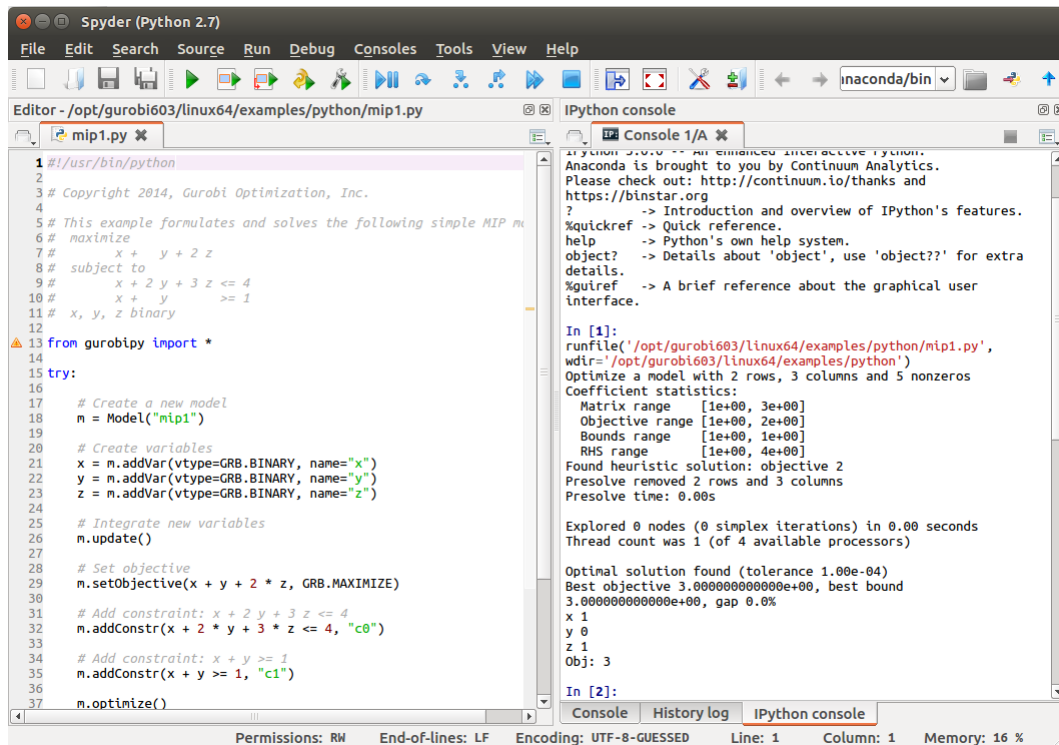 Spyder (Python 2.7)
File Edit Search Source Run Debug Consoles Tools View Help
naconda/bin
Editor - /opt/gurobi603/linux64/examples/python/mip1.py
mip1.py
1 #!/usr/bin/python
2
3 # Copyright 2014, Gurobi Optimization, Inc.
4
5 # This example formulates and solves the following simple MIP
6 # maximize
7 # x + y + 2 z
8 # subject to
9 # x + 2 y + 3 z <= 4
10 # x + y >= 1
11 # x, y, z binary
12
13 from gurobipy import *
14
15 try:
16
17 # Create a new model
18 m = Model("mip1")
19
20 # Create variables
21 x = m.addVar(vtype=GRB.BINARY, name="x")
22 y = m.addVar(vtype=GRB.BINARY, name="y")
23 z = m.addVar(vtype=GRB.BINARY, name="z")
24
25 # Integrate new variables
26 m.update()
27
28 # Set objective
29 m.setObjective(x + y + 2 * z, GRB.MAXIMIZE)
30
31 # Add constraint: x + 2 y + 3 z <= 4
32 m.addConstr(x + 2 * y + 3 * z <= 4, "c0")
33
34 # Add constraint: x + y >= 1
35 m.addConstr(x + y >= 1, "c1")
36
37 m.optimize()
IPython console
IP: Console 1/A
IPython 3.0.0 -- An enhanced Interactive Python.
Anaconda is brought to you by Continuum Analytics.
Please check out: http://continuum.io/thanks and
https://binstar.org
? -> Introduction and overview of IPython's features.
%quickref -> Quick reference.
help -> Python's own help system.
object? -> Details about 'object', use 'object??' for extra
details.
%guiref -> A brief reference about the graphical user
interface.
In [1]:
runfile('/opt/gurobi603/linux64/examples/python/mip1.py',
wdir='/opt/gurobi603/linux64/examples/python')
Optimize a model with 2 rows, 3 columns and 5 nonzeros
Coefficient statistics:
Matrix range [1e+00, 3e+00]
Objective range [1e+00, 2e+00]
Bounds range [1e+00, 1e+00]
RHS range [1e+00, 4e+00]
Found heuristic solution: objective 2
Presolve removed 2 rows and 3 columns
Presolve time: 0.00s
Explored 0 nodes (0 simplex iterations) in 0.00 seconds
Thread count was 1 (of 4 available processors)
Optimal solution found (tolerance 1.00e-04)
Best objective 3.000000000000e+00, best bound
3.000000000000e+00, gap 0.0%
x 1
y 0
z 1
Obj: 3
In [2]:
Console History log IPython console
Permissions: RW End-of-lines: LF Encoding: UTF-8-GUESSED Line: 1 Column: 1 Memory: 16 %